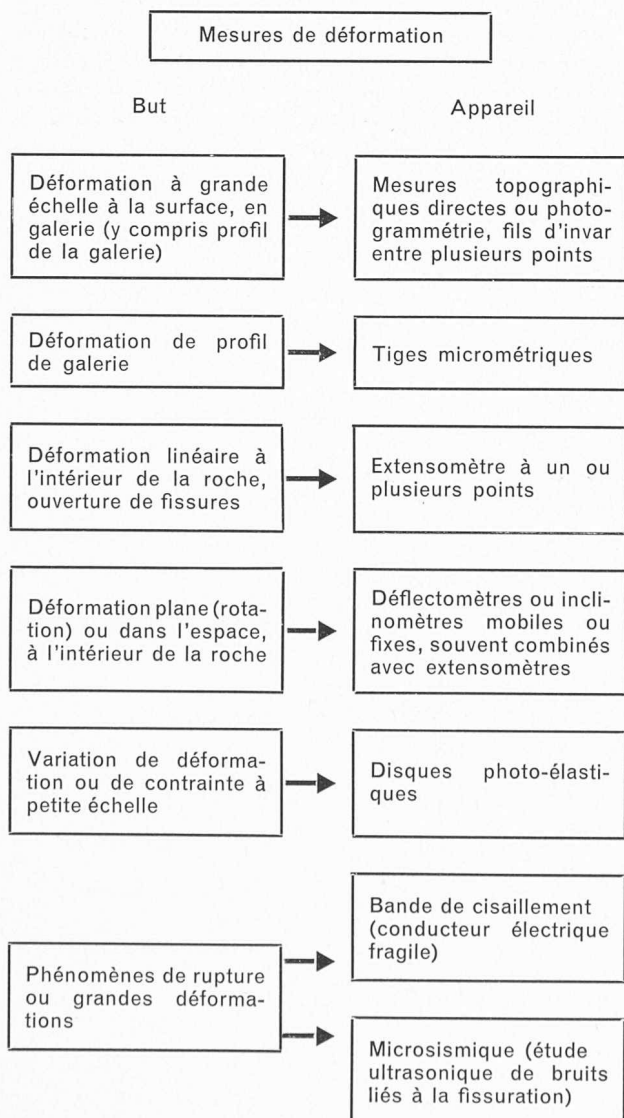 Mesures de déformation
But
Appareil
Déformation à grande
échelle à la surface, en
galerie (y compris profil
de la galerie)
Mesures topographi-
ques directes ou photo-
grammétrie, fils d'invar
entre plusieurs points
Déformation de profil
de galerie
Tiges micrométriques
Déformation linéaire à
l'intérieur de la roche,
ouverture de fissures
Extensomètre à un ou
plusieurs points
Déformation plane (rota-
tion) ou dans l'espace,
à l'intérieur de la roche
Déflectomètres ou incli-
nomètres mobiles ou
fixes, souvent combinés
avec extensomètres
Variation de déforma-
tion ou de contrainte à
petite échelle
Disques photo-élasti-
ques
Phénomènes de rupture
ou grandes déforma-
tions
Bande de cisaillement
(conducteur électrique
fragile)
Microsismique (étude
ultrasonique de bruits
liés à la fissuration)